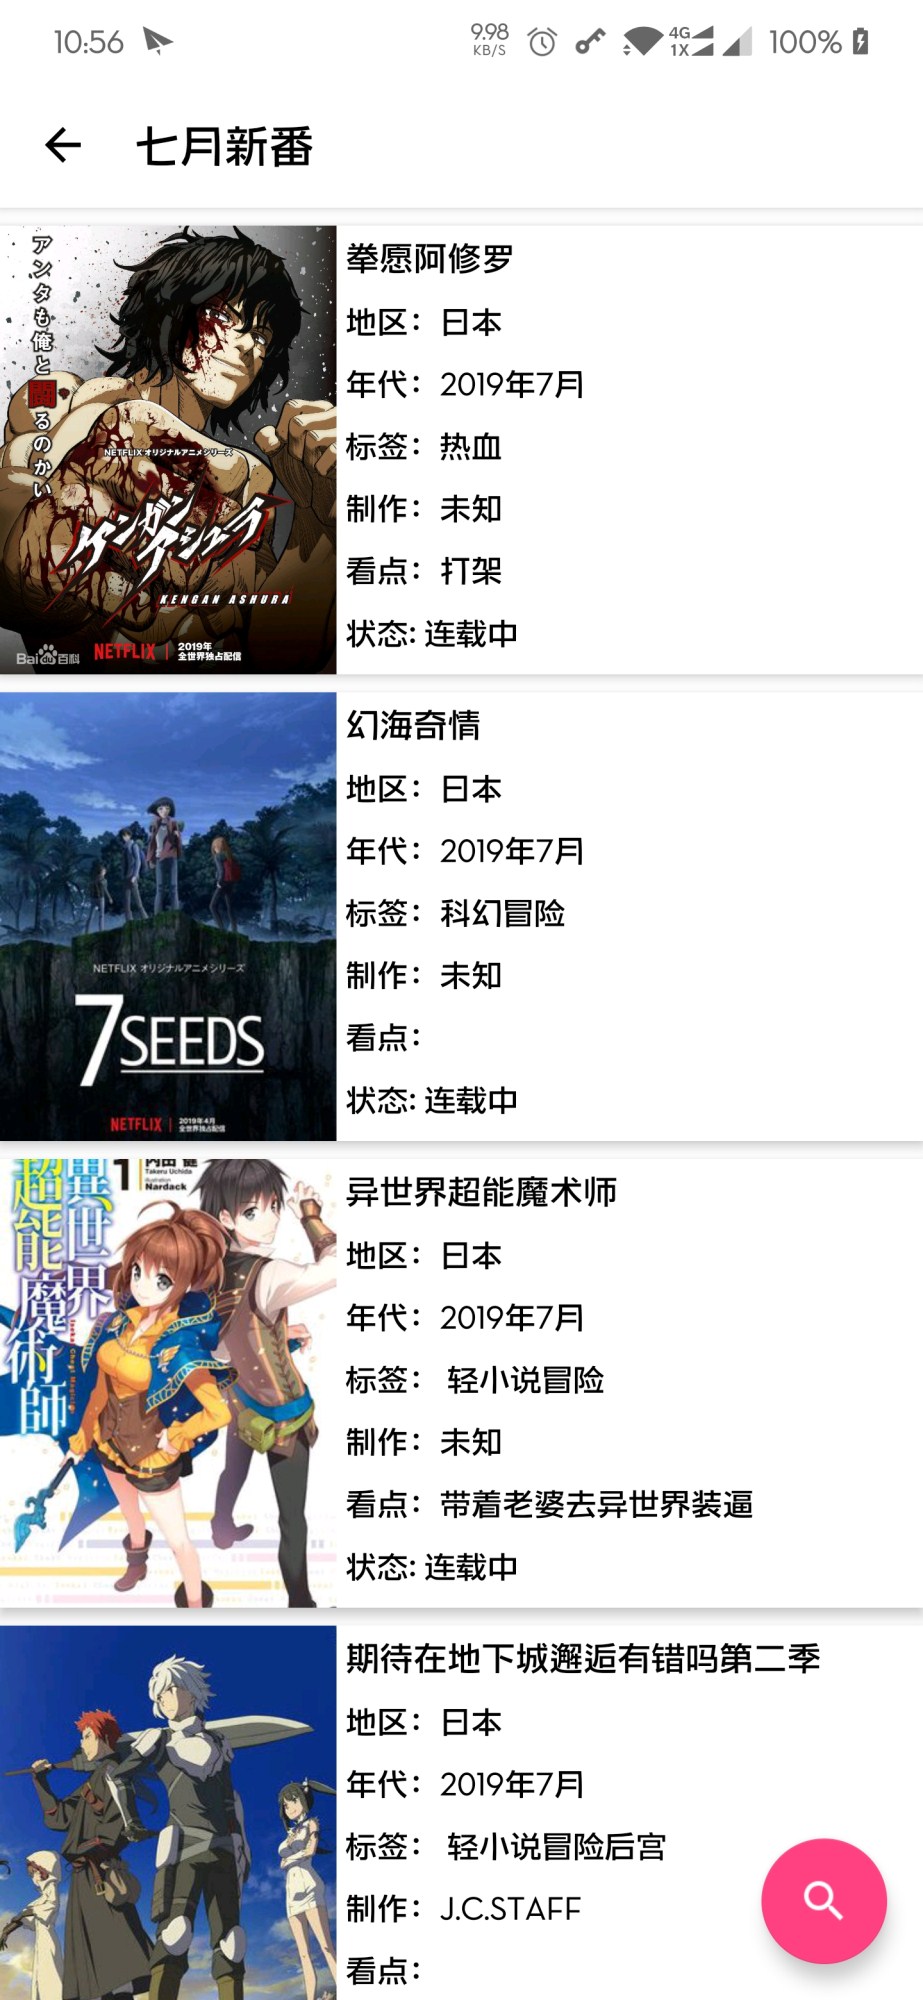 10:56
9.98
KB/S
4G
1X
100%
七月新番
アンタも俺と闘るのかい
NETFLIX オリジナルアニメシリーズ
ケンガンアシュラ
KENGAN ASHURA
Bai du 百科
NETFLIX
2019年
全世界独占配信
拳愿阿修罗
地区：日本
年代：2019年7月
标签：热血
制作：未知
看点：打架
状态: 连载中
NETFLIX オリジナルアニメシリーズ
7SEEDS
NETFLIX
2019年4月
全世界独占配信
幻海奇情
地区：日本
年代：2019年7月
标签：科幻冒险
制作：未知
看点：
状态: 连载中
異世界
超能魔術師
1
内田 健
Takeru Uchida
Illustration
Nardack
异世界超能魔术师
地区：日本
年代：2019年7月
标签： 轻小说冒险
制作：未知
看点：带着老婆去异世界装逼
状态: 连载中
期待在地下城邂逅有错吗第二季
地区：日本
年代：2019年7月
标签： 轻小说冒险后宫
制作：J.C.STAFF
看点：